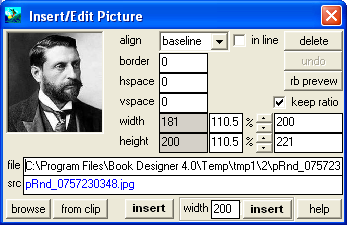 Insert/Edit Picture
align baseline in line delete
border 0 undo
hspace 0 rb prevew
vspace 0 keep ratio
width 181 110.5 % 200
height 200 110.5 % 221
file C:\Program Files\Book Designer 4.0\Temp\tmp1\2\pRnd_075723
src pRnd_0757230348.jpg
browse from clip insert width 200 insert help